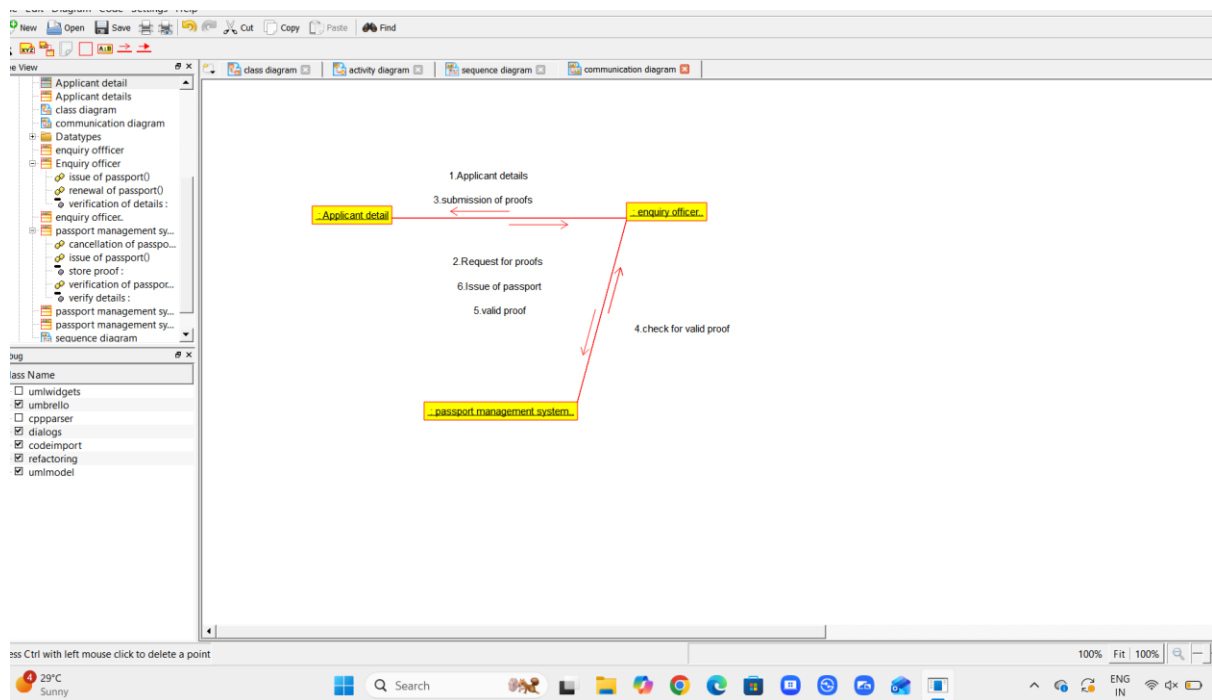 New Open Save Cut Copy Paste Find
XYZ A:B
View
class diagram activity diagram sequence diagram communication diagram
Applicant detail
Applicant details
class diagram
communication diagram
Datatypes
enquiry offficer
Enquiry officer
issue of passport()
renewal of passport()
verification of details :
enquiry officer..
passport management sy...
cancellation of passpo...
issue of passport()
store proof :
verification of passpor...
verify details :
passport management sy...
passport management sy...
sequence diagram
Name
umlwidgets
umbrello
cppparser
dialogs
codeimport
refactoring
umlmodel
1.Applicant details
3.submission of proofs
: Applicant detail
: enquiry officer..
2.Request for proofs
6.Issue of passport
5.valid proof
4.check for valid proof
: passport management system..
Ctrl with left mouse click to delete a point
100% Fit 100%
4
29°C
Sunny
Search
ENG
IN